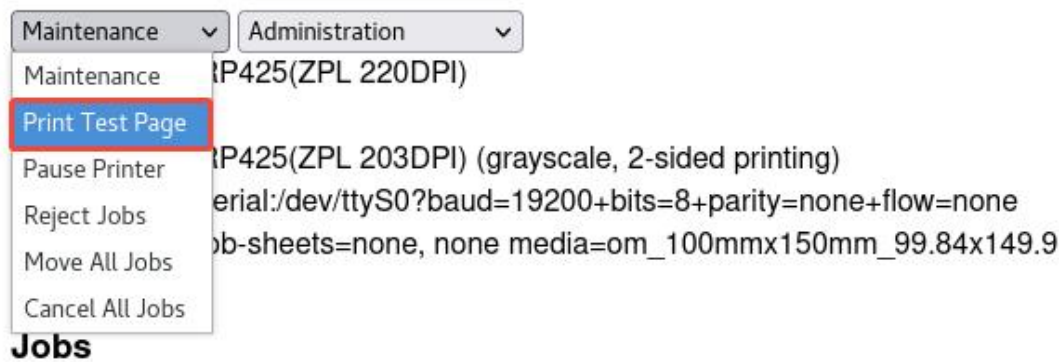 Maintenance Administration
Maintenance
RP425(ZPL 220DPI)
Print Test Page
Pause Printer
RP425(ZPL 203DPI) (grayscale, 2-sided printing)
erial:/dev/ttyS0?baud=19200+bits=8+parity=none+flow=none
Reject Jobs
ob-sheets=none, none media=om_100mmx150mm_99.84x149.9
Move All Jobs
Cancel All Jobs
Jobs